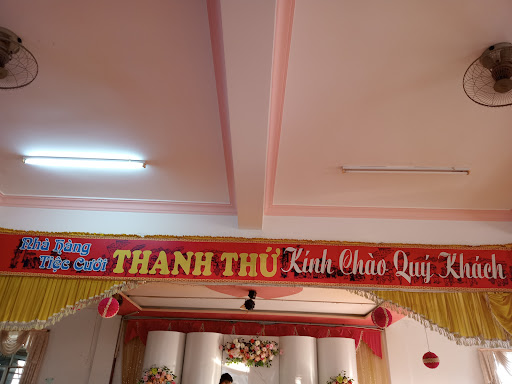 Nhà Hàng
Tiệc Cưới
THANH THỨ
Kính Chào Quý Khách